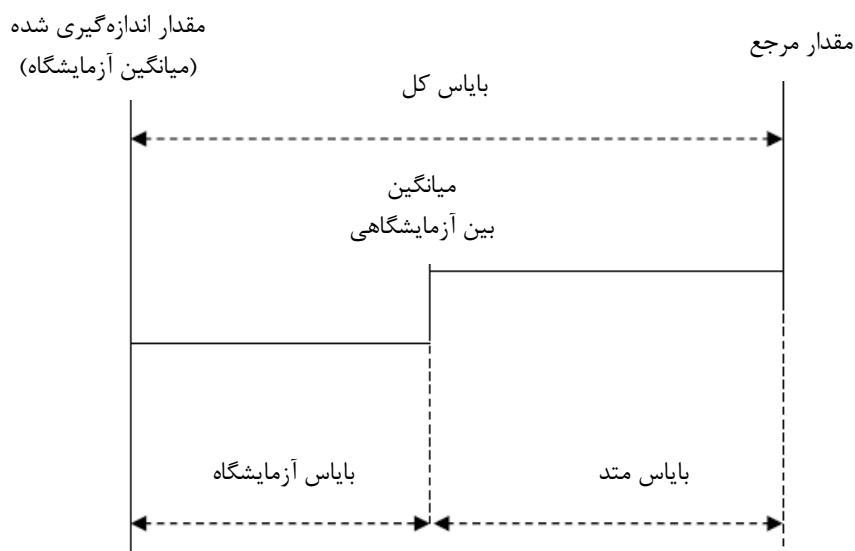 مقدار مرجع
مقدار اندازه‌گیری شده
(میانگین آزمایشگاه)
بایاس کل
میانگین
بین آزمایشگاهی
بایاس متد
بایاس آزمایشگاه